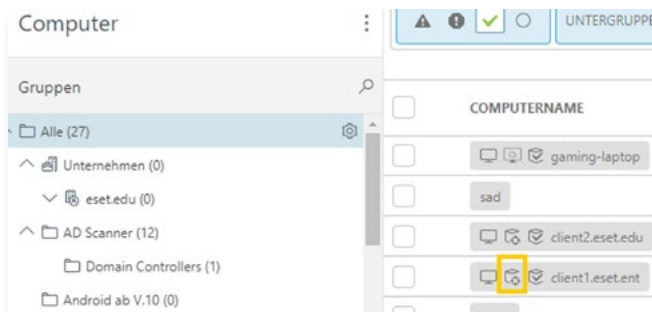 Computer
UNTERGRUPPE
Gruppen
COMPUTERNAME
Alle (27)
gaming-laptop
Unternehmen (0)
sad
eset.edu (0)
client2.eset.edu
AD Scanner (12)
Domain Controllers (1)
client1.eset.ent
Android ab V.10 (0)